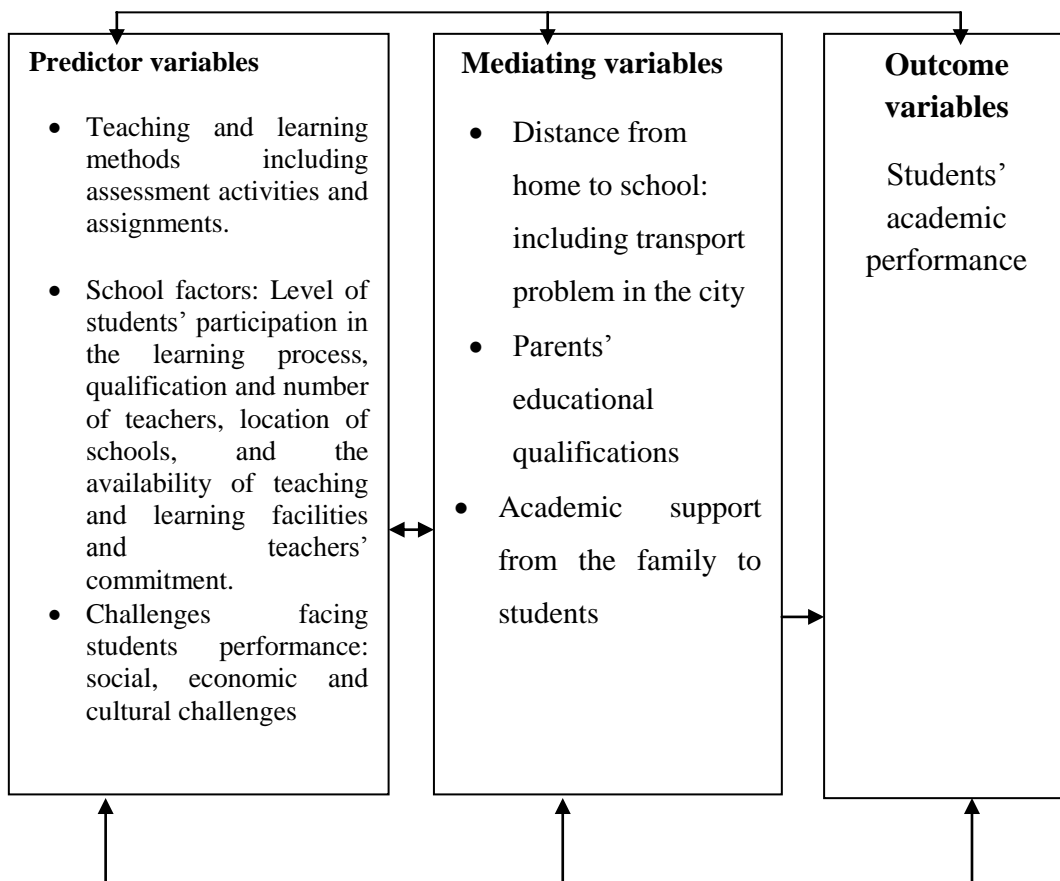 Predictor variables
• Teaching and learning
methods including
assessment activities and
assignments.
• School factors: Level of
students’ participation in
the learning process,
qualification and number
of teachers, location of
schools, and the
availability of teaching
and learning facilities
and teachers’
commitment.
• Challenges facing
students performance:
social, economic and
cultural challenges
Mediating variables
• Distance from
home to school:
including transport
problem in the city
• Parents’
educational
qualifications
• Academic support
from the family to
students
Outcome
variables
Students’
academic
performance